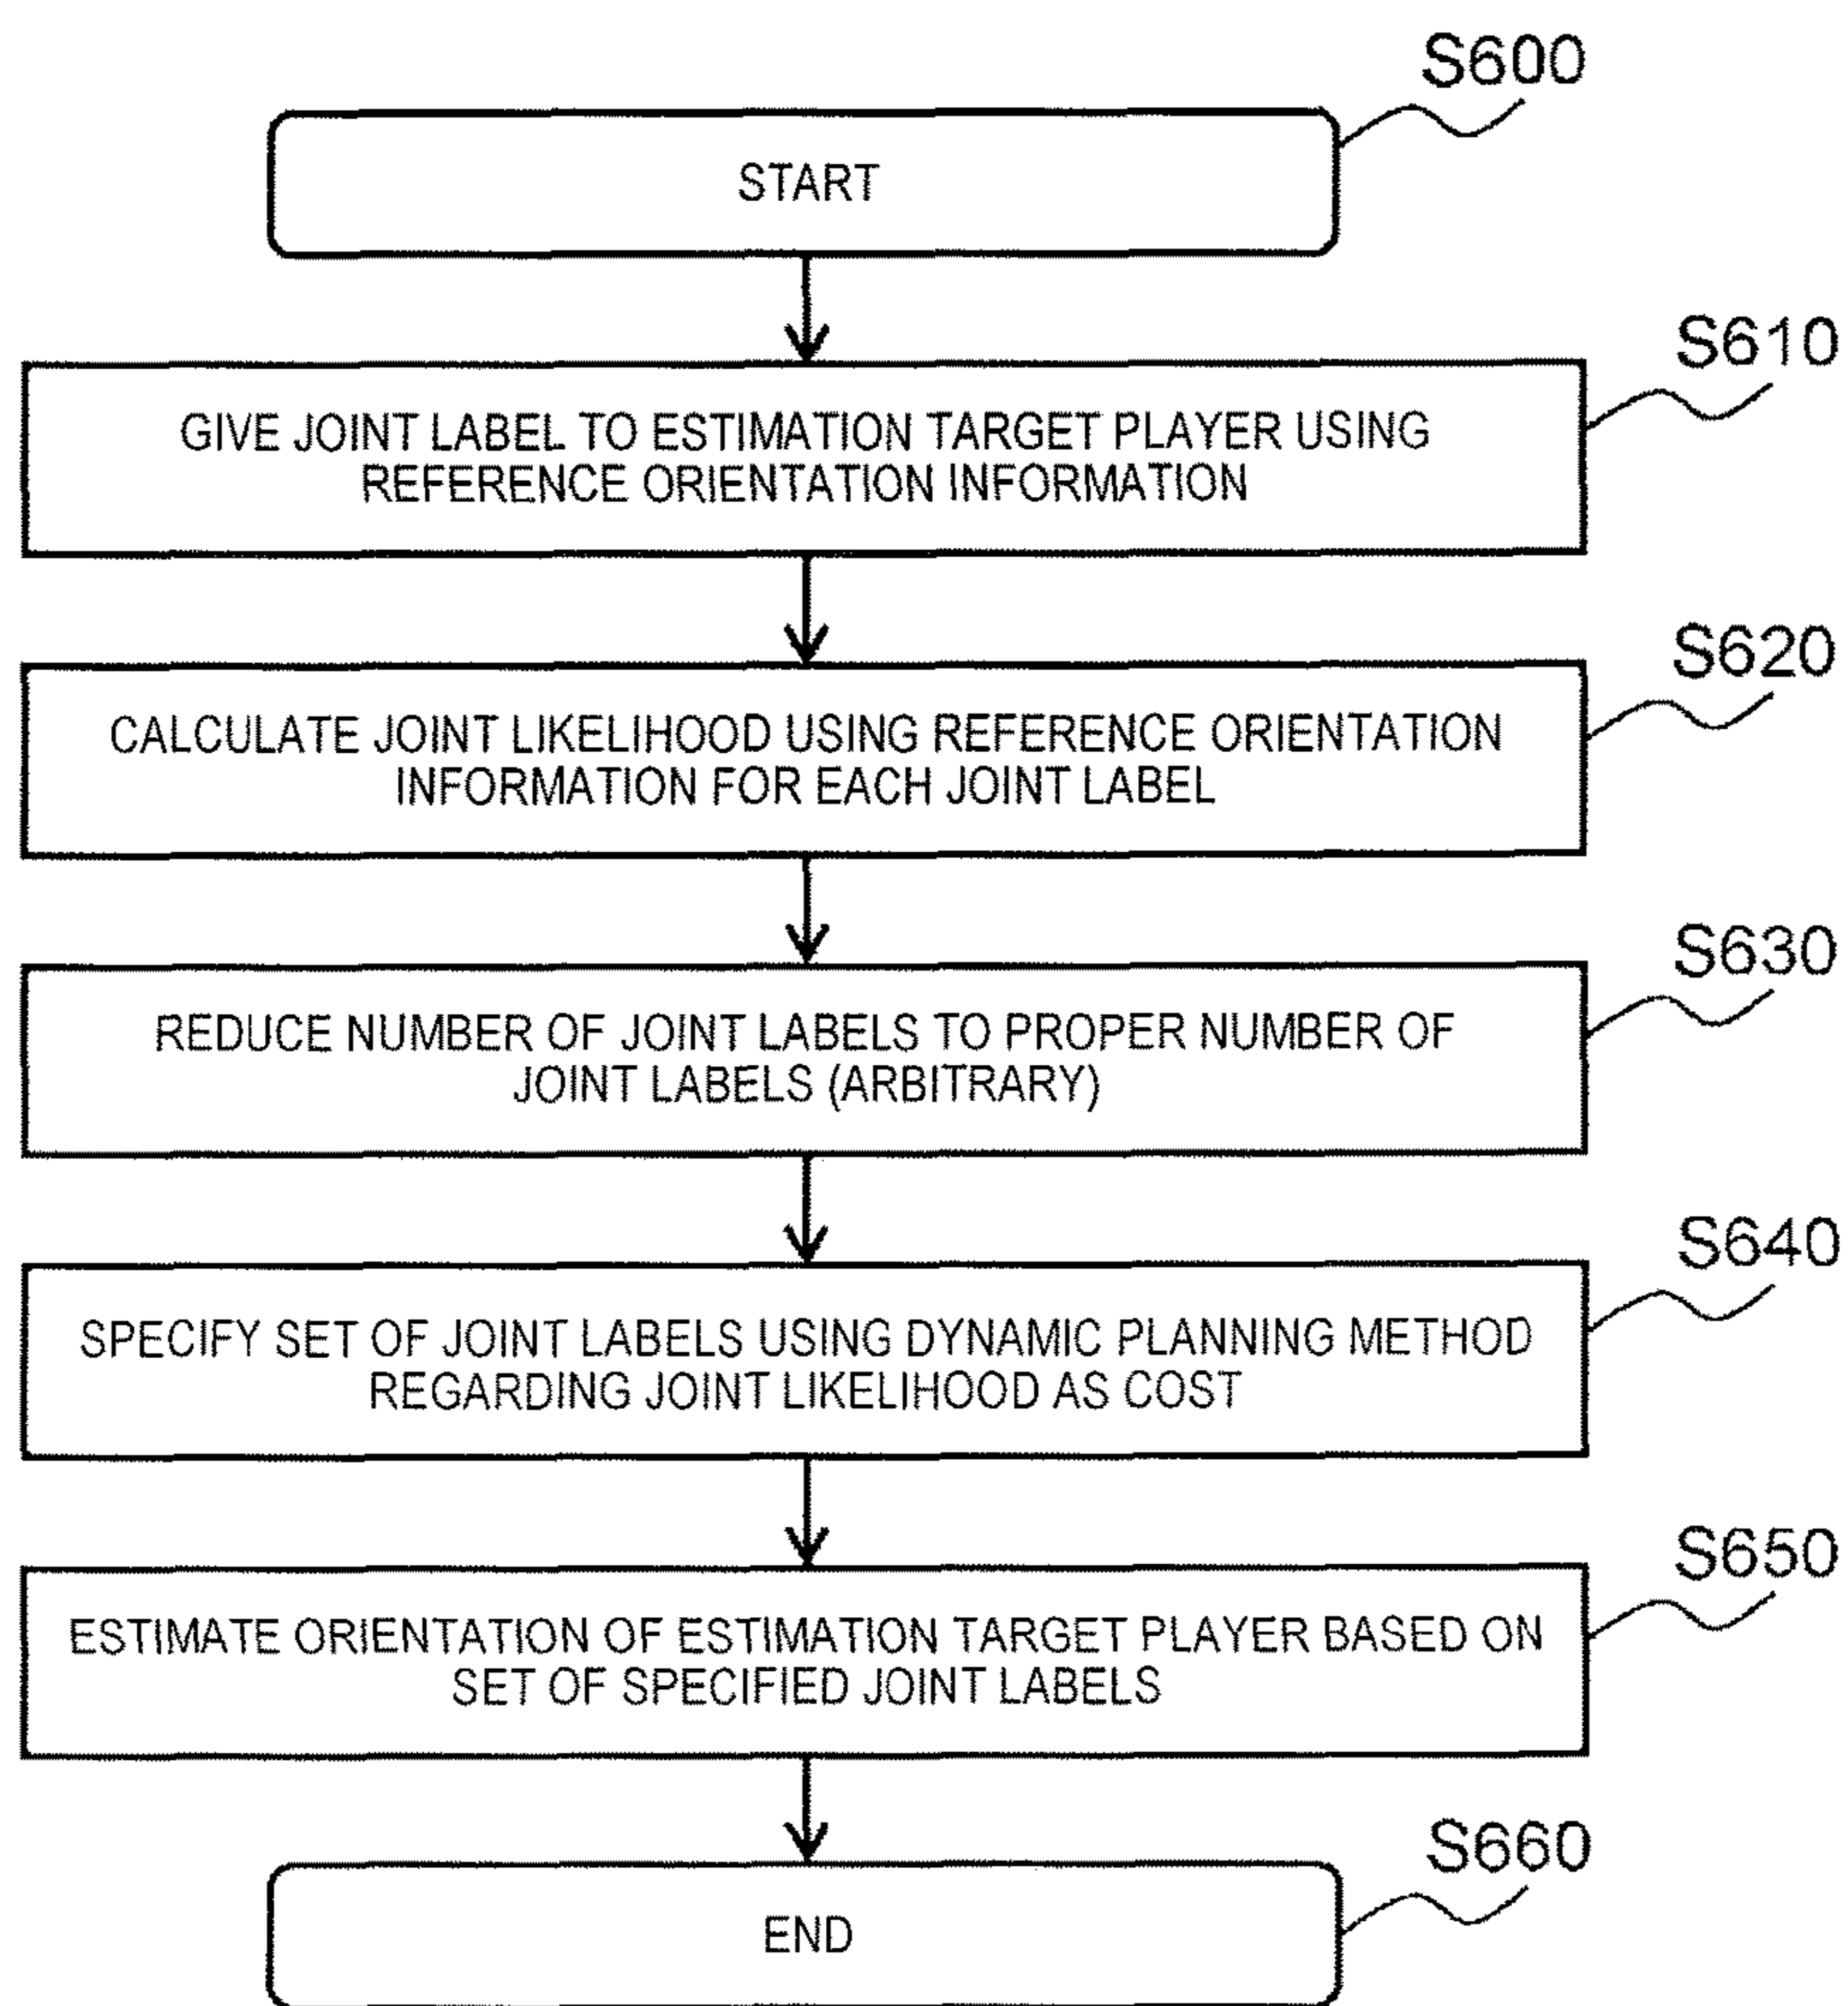 S600
START
S610
GIVE JOINT LABEL TO ESTIMATION TARGET PLAYER USING
REFERENCE ORIENTATION INFORMATION
S620
CALCULATE JOINT LIKELIHOOD USING REFERENCE ORIENTATION
INFORMATION FOR EACH JOINT LABEL
S630
REDUCE NUMBER OF JOINT LABELS TO PROPER NUMBER OF
JOINT LABELS (ARBITRARY)
S640
SPECIFY SET OF JOINT LABELS USING DYNAMIC PLANNING METHOD
REGARDING JOINT LIKELIHOOD AS COST
S650
ESTIMATE ORIENTATION OF ESTIMATION TARGET PLAYER BASED ON
SET OF SPECIFIED JOINT LABELS
S660
END